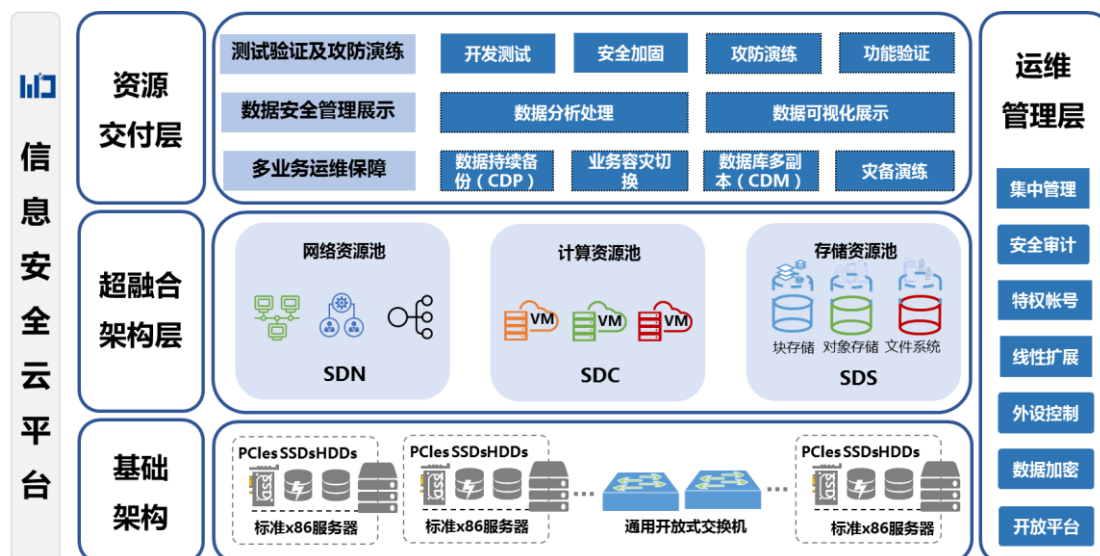 信息安全云平台
资源
交付层
测试验证及攻防演练
开发测试
安全加固
攻防演练
功能验证
数据安全管理展示
数据分析处理
数据可视化展示
多业务运维保障
数据持续备
份（CDP）
业务容灾切
换
数据库多副
本（CDM）
灾备演练
超融合
架构层
网络资源池
SDN
计算资源池
VM
VM
VM
SDC
存储资源池
块存储
对象存储
文件系统
SDS
基础
架构
PCIes SSDsHDDs
SSD
标准x86服务器
PCIes SSDsHDDs
SSD
标准x86服务器
...
通用开放式交换机
...
PCIes SSDsHDDs
SSD
标准x86服务器
运维
管理层
集中管理
安全审计
特权帐号
线性扩展
外设控制
数据加密
开放平台